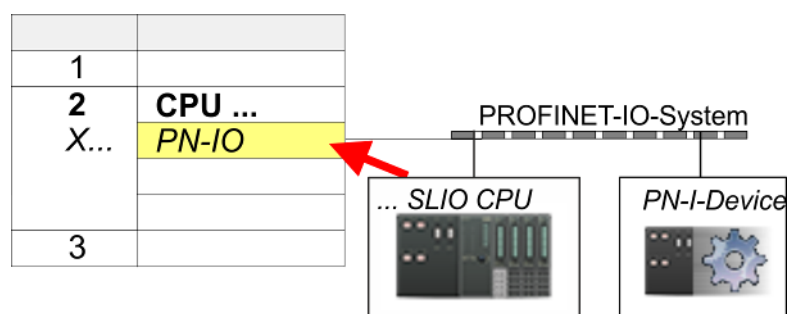 1
2 CPU ...
X... PN-IO
3
PROFINET-IO-System
... SLIO CPU
PN-I-Device